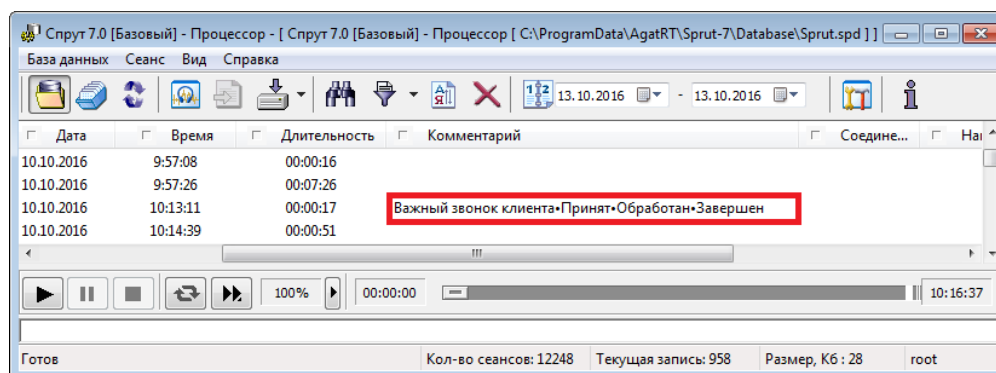 Спрут 7.0 [Базовый] - Процессор - [ Спрут 7.0 [Базовый] - Процессор [ C:\ProgramData\AgatRT\Sprut-7\Database\Sprut.spd ] ]
База данных Сеанс Вид Справка
А Я 1 2 3 13.10.2016 - 13.10.2016
Дата Время Длительность Комментарий Соедине... На
10.10.2016 9:57:08 00:00:16
10.10.2016 9:57:26 00:07:26
10.10.2016 10:13:11 00:00:17 Важный звонок клиента•Принят•Обработан•Завершен
10.10.2016 10:14:39 00:00:51
100% 00:00:00 10:16:37
Готов Кол-во сеансов: 12248 Текущая запись: 958 Размер, Кб : 28 root